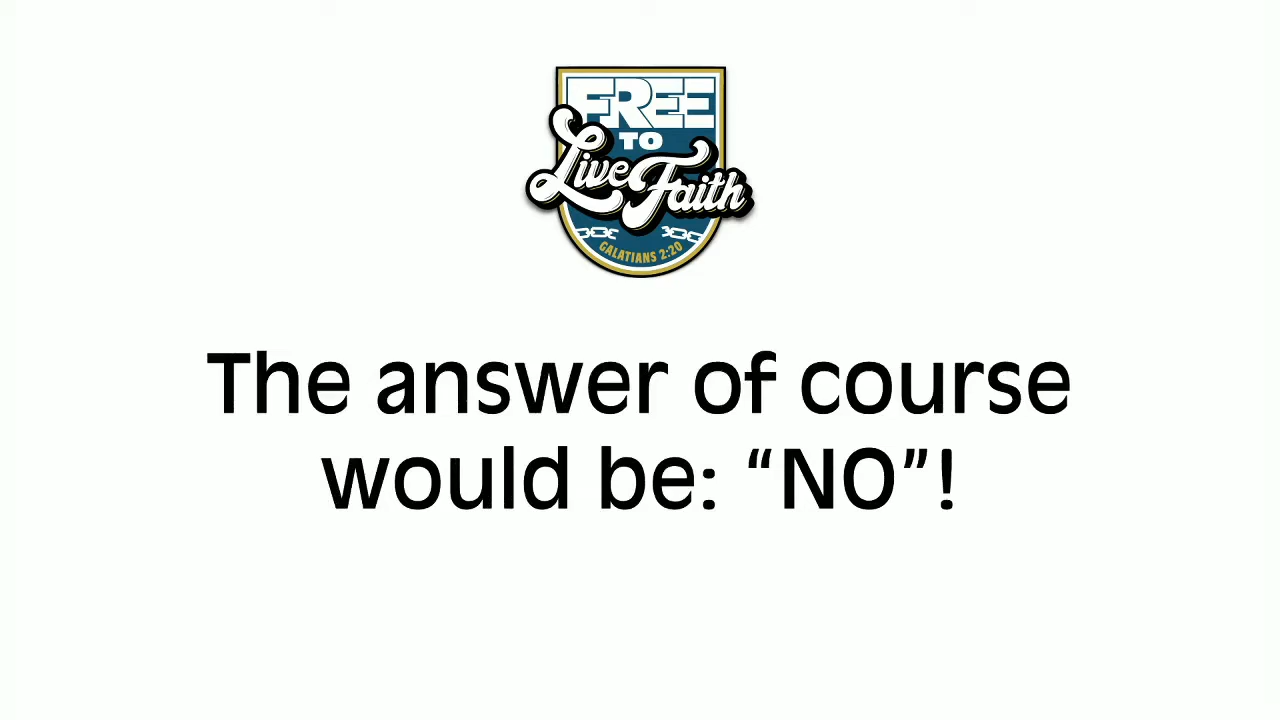 FREE
TO
Live Faith
GALATIANS 2:20
The answer of course
would be: “NO”!